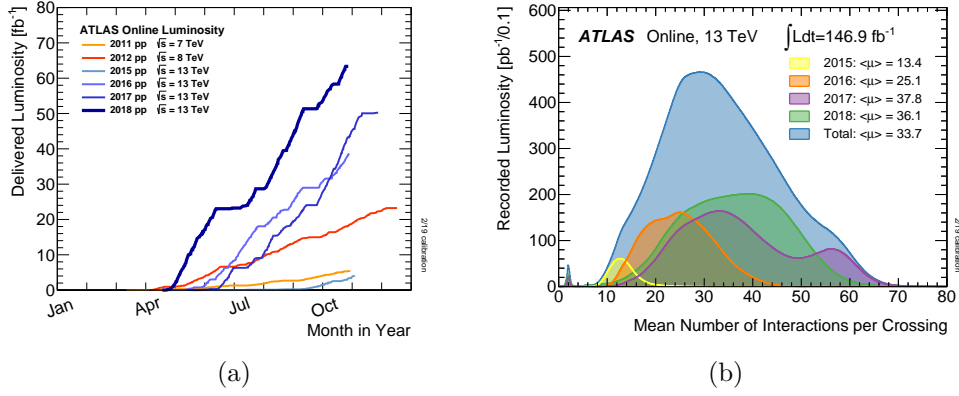 Delivered Luminosity [fb⁻¹]
80
70
60
50
40
30
20
10
0
ATLAS Online Luminosity
2011 pp √s = 7 TeV
2012 pp √s = 8 TeV
2015 pp √s = 13 TeV
2016 pp √s = 13 TeV
2017 pp √s = 13 TeV
2018 pp √s = 13 TeV
Jan Apr Jul Oct
Month in Year
2/19 calibration
(a)
Recorded Luminosity [pb⁻¹/0.1]
600
500
400
300
200
100
0
ATLAS Online, 13 TeV ∫Ldt=146.9 fb⁻¹
2015: <μ> = 13.4
2016: <μ> = 25.1
2017: <μ> = 37.8
2018: <μ> = 36.1
Total: <μ> = 33.7
0 10 20 30 40 50 60 70 80
Mean Number of Interactions per Crossing
2/19 calibration
(b)